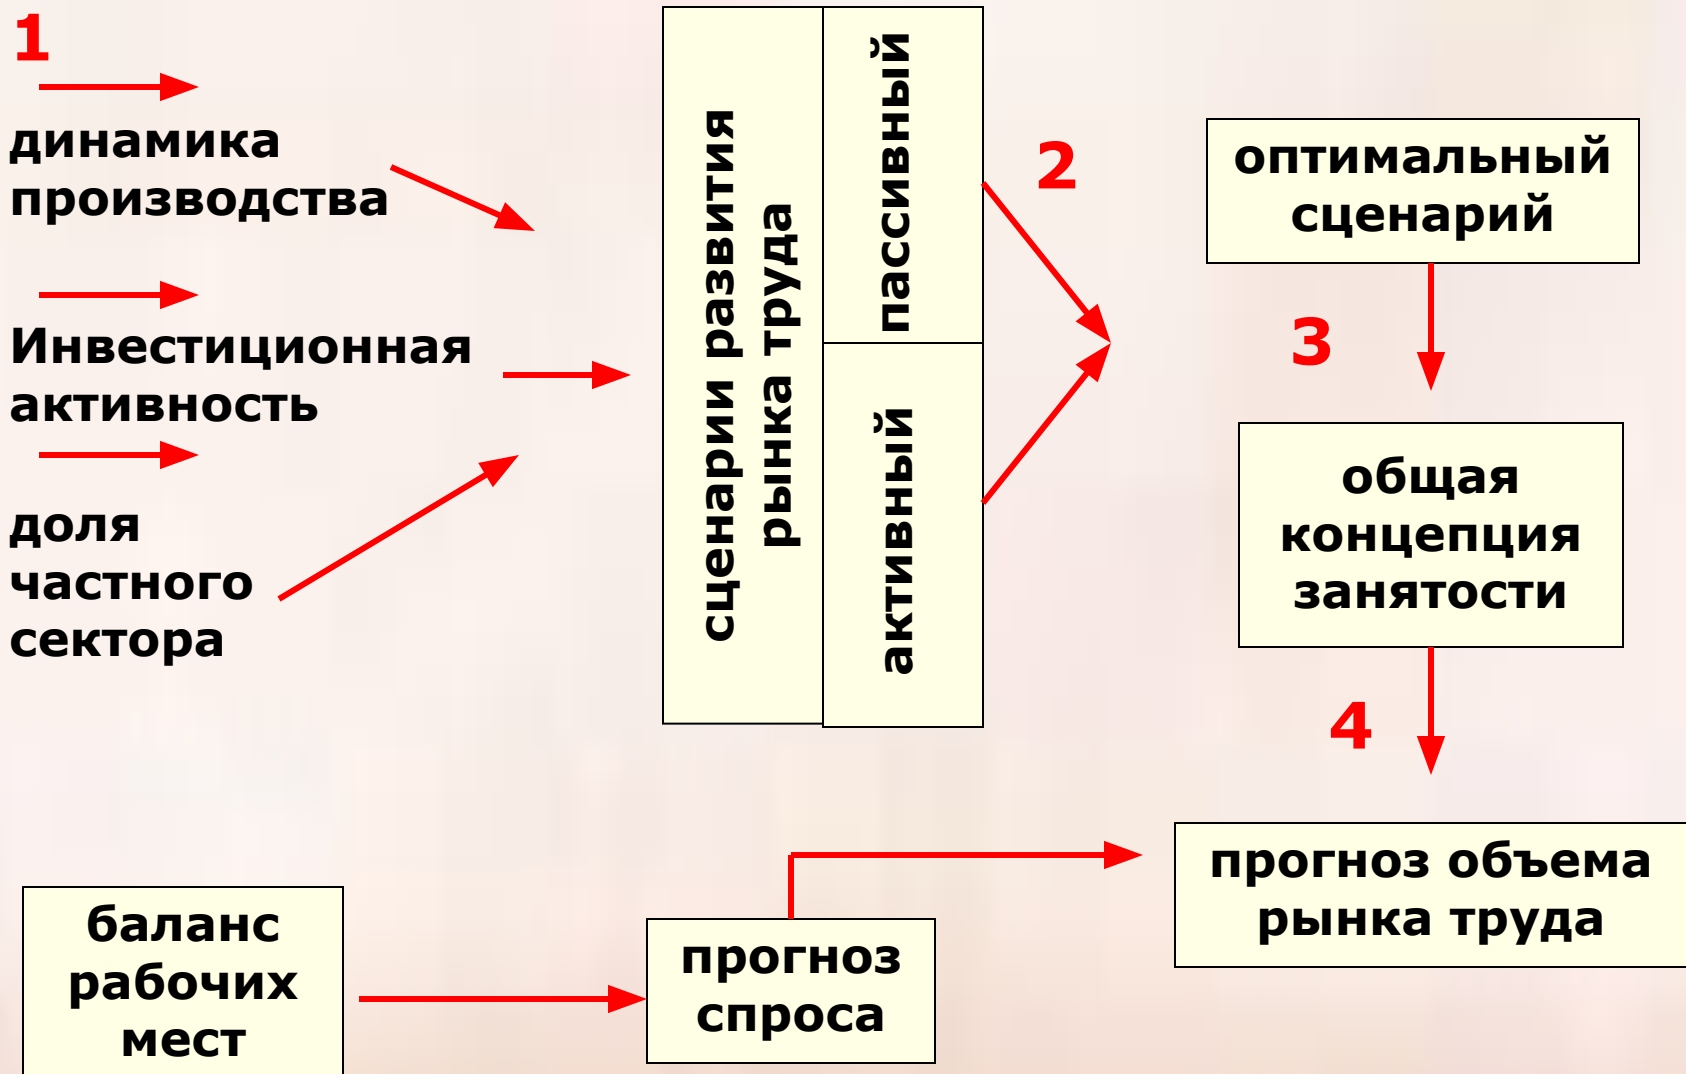 1
динамика
производства
Инвестиционная
активность
доля
частного
сектора
сценарии развития
рынка труда
пассивный
активный
2
оптимальный
сценарий
3
общая
концепция
занятости
4
прогноз объема
рынка труда
баланс
рабочих
мест
прогноз
спроса